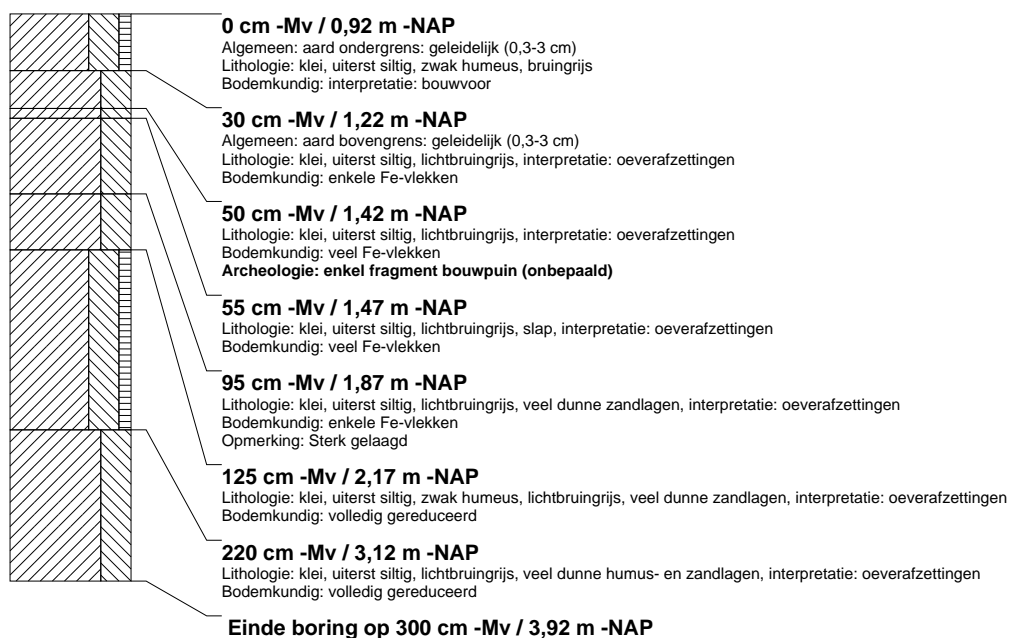 0 cm -Mv / 0,92 m -NAP
Algemeen: aard ondergrens: geleidelijk (0,3-3 cm)
Lithologie: klei, uiterst siltig, zwak humeus, bruingrijs
Bodemkundig: interpretatie: bouwvoor
30 cm -Mv / 1,22 m -NAP
Algemeen: aard bovengrens: geleidelijk (0,3-3 cm)
Lithologie: klei, uiterst siltig, lichtbruingrijs, interpretatie: oeverafzettingen
Bodemkundig: enkele Fe-vlekken
50 cm -Mv / 1,42 m -NAP
Lithologie: klei, uiterst siltig, lichtbruingrijs, interpretatie: oeverafzettingen
Bodemkundig: veel Fe-vlekken
Archeologie: enkel fragment bouwpuin (onbepaald)
55 cm -Mv / 1,47 m -NAP
Lithologie: klei, uiterst siltig, lichtbruingrijs, slap, interpretatie: oeverafzettingen
Bodemkundig: veel Fe-vlekken
95 cm -Mv / 1,87 m -NAP
Lithologie: klei, uiterst siltig, lichtbruingrijs, veel dunne zandlagen, interpretatie: oeverafzettingen
Bodemkundig: enkele Fe-vlekken
Opmerking: Sterk gelaagd
125 cm -Mv / 2,17 m -NAP
Lithologie: klei, uiterst siltig, zwak humeus, lichtbruingrijs, veel dunne zandlagen, interpretatie: oeverafzettingen
Bodemkundig: volledig gereduceerd
220 cm -Mv / 3,12 m -NAP
Lithologie: klei, uiterst siltig, lichtbruingrijs, veel dunne humus- en zandlagen, interpretatie: oeverafzettingen
Bodemkundig: volledig gereduceerd
Einde boring op 300 cm -Mv / 3,92 m -NAP